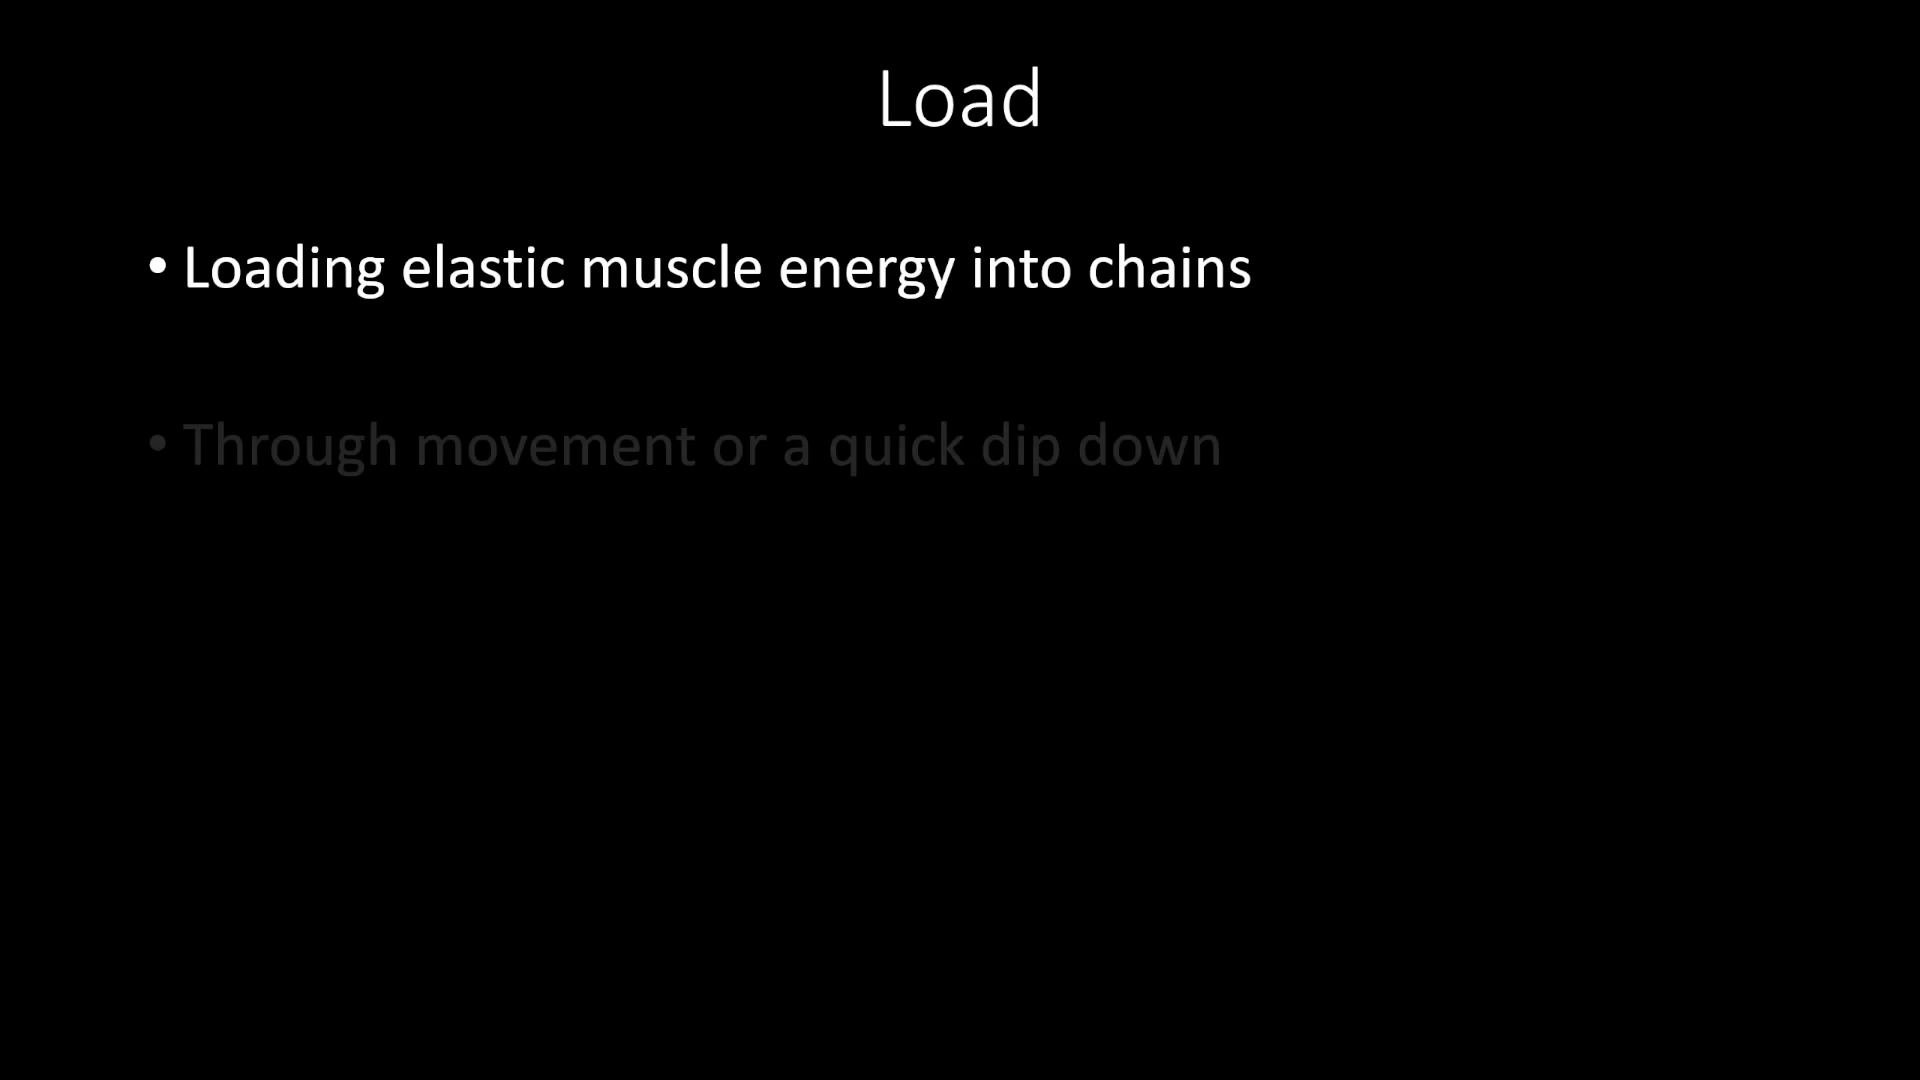 Load
• Loading elastic muscle energy into chains
• Through movement or a quick dip down